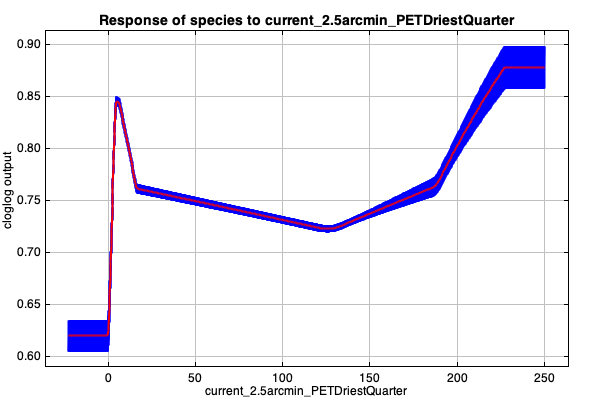 Response of species to current_2.5arcmin_PETDriestQuarter
0.90
0.85
0.80
0.75
0.70
0.65
0.60
cloglog output
0 50 100 150 200 250
current_2.5arcmin_PETDriestQuarter